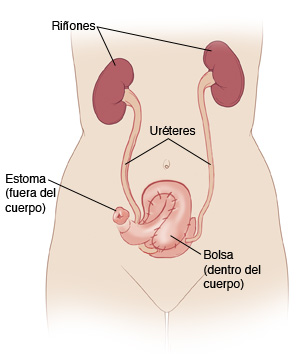 Riñones
Uréteres
Estoma
(fuera del
cuerpo)
Bolsa
(dentro del
cuerpo)